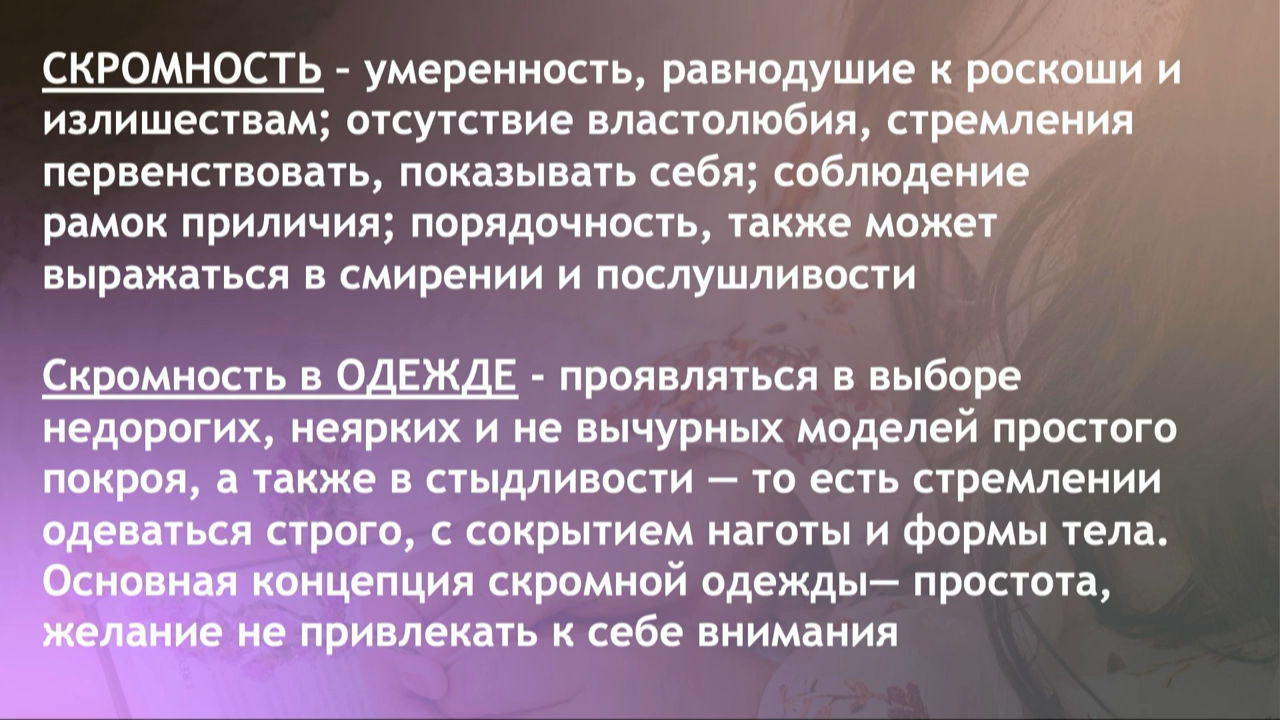 СКРОМНОСТЬ – умеренность, равнодушие к роскоши и
излишествам; отсутствие властолюбия, стремления
первенствовать, показывать себя; соблюдение
рамок приличия; порядочность, также может
выражаться в смирении и послушливости
Скромность в ОДЕЖДЕ - проявляться в выборе
недорогих, неярких и не вычурных моделей простого
покроя, а также в стыдливости — то есть стремлении
одеваться строго, с сокрытием наготы и формы тела.
Основная концепция скромной одежды— простота,
желание не привлекать к себе внимания